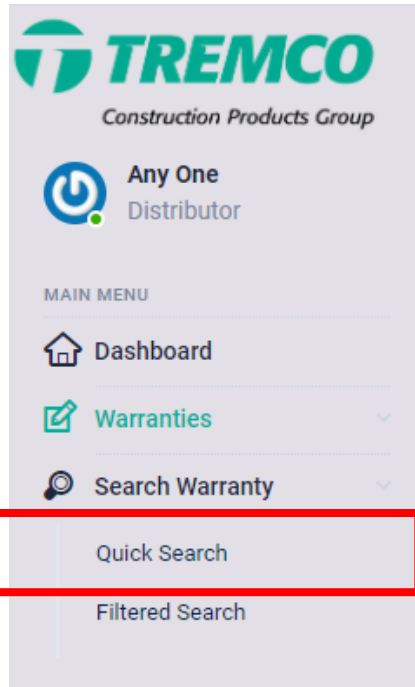 TREMCO
Construction Products Group
Any One
Distributor
MAIN MENU
Dashboard
Warranties
Search Warranty
Quick Search
Filtered Search